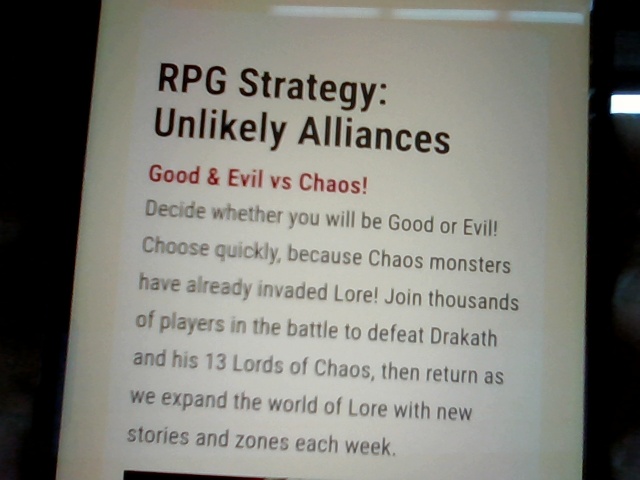 RPG Strategy:
Unlikely Alliances
Good & Evil vs Chaos!
Decide whether you will be Good or Evil!
Choose quickly, because Chaos monsters
have already invaded Lore! Join thousands
of players in the battle to defeat Drakath
and his 13 Lords of Chaos, then return as
we expand the world of Lore with new
stories and zones each week.